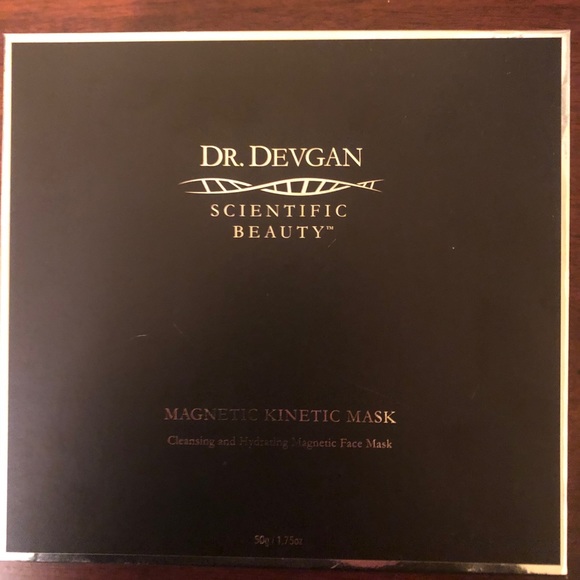 DR. DEVGAN
SCIENTIFIC
BEAUTY™
MAGNETIC KINETIC MASK
Cleansing and Hydrating Magnetic Face Mask
50g / 1.75oz